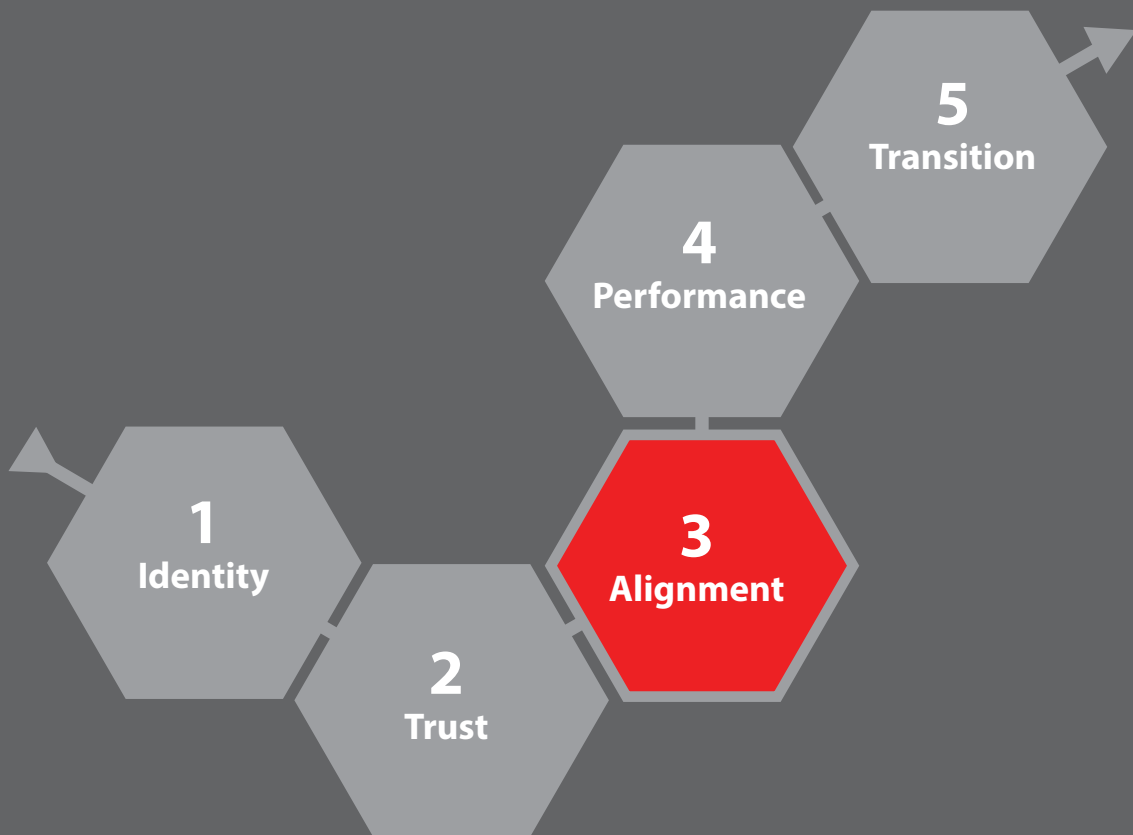 1
Identity
2
Trust
3
Alignment
4
Performance
5
Transition